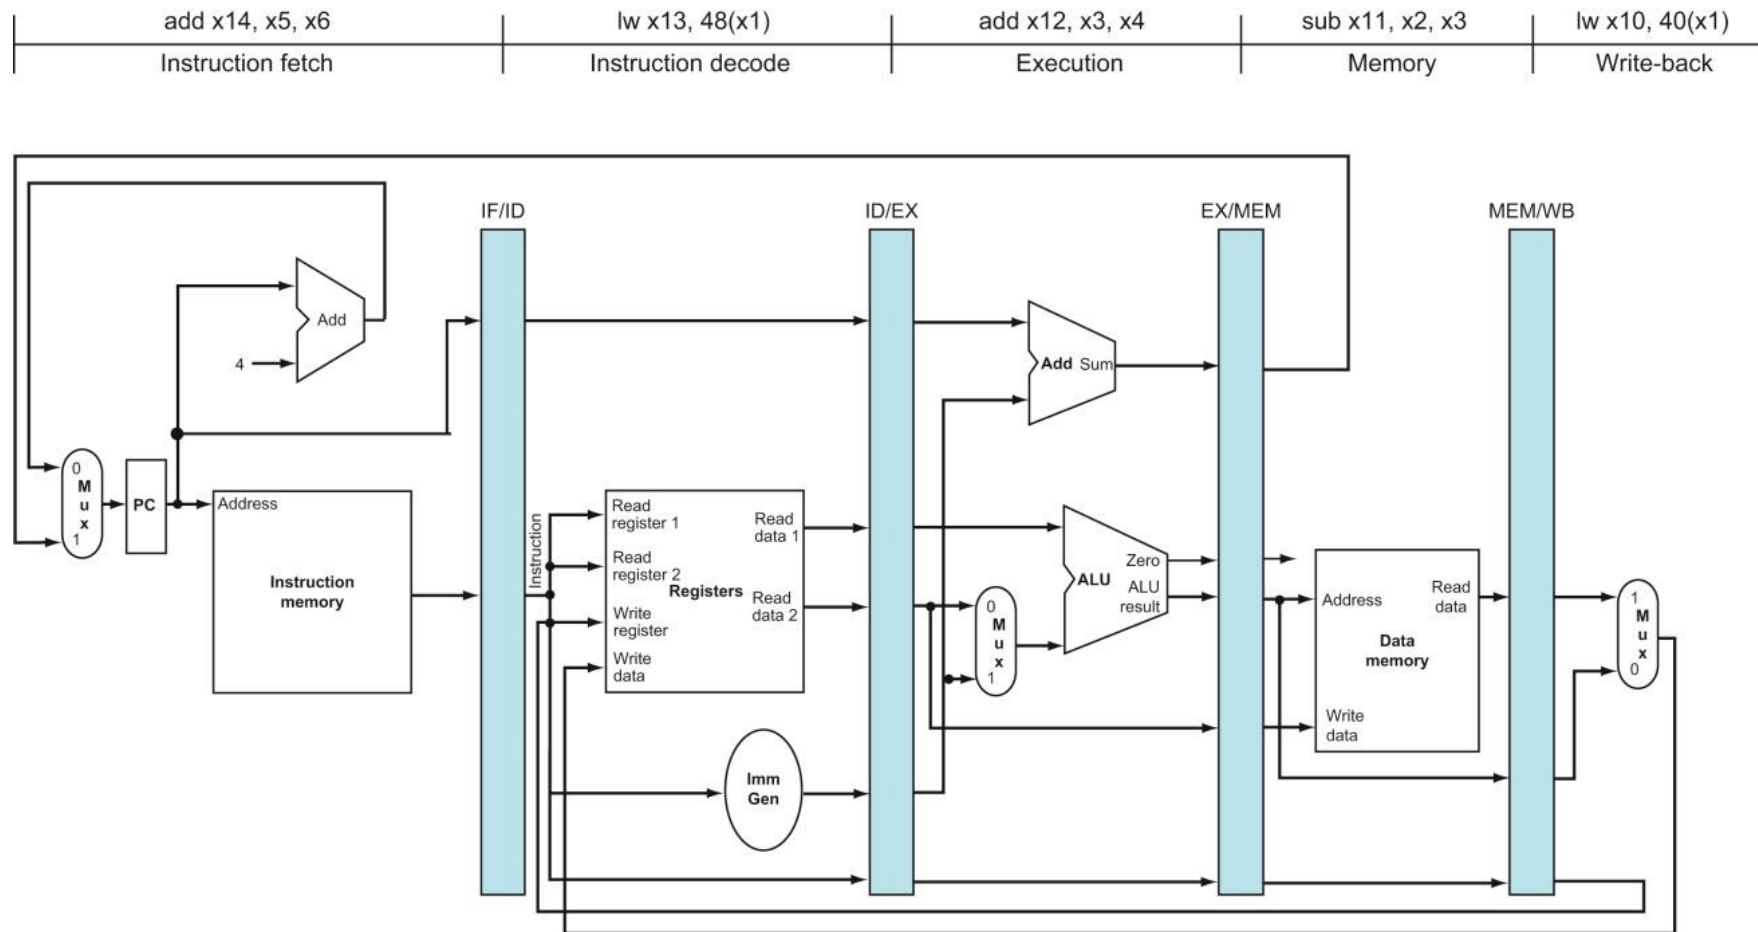 add x14, x5, x6
lw x13, 48(x1)
add x12, x3, x4
sub x11, x2, x3
lw x10, 40(x1)
Instruction fetch
Instruction decode
Execution
Memory
Write-back
IF/ID
ID/EX
EX/MEM
MEM/WB
Add
4
Add Sum
0
M
u
x
1
PC
Address
Instruction
memory
Instruction
Read
register 1
Read
register 2
Write
register
Write
data
Registers
Read
data 1
Read
data 2
Imm
Gen
0
M
u
x
1
ALU
Zero
ALU
result
Address
Read
data
Data
memory
Write
data
1
M
u
x
0